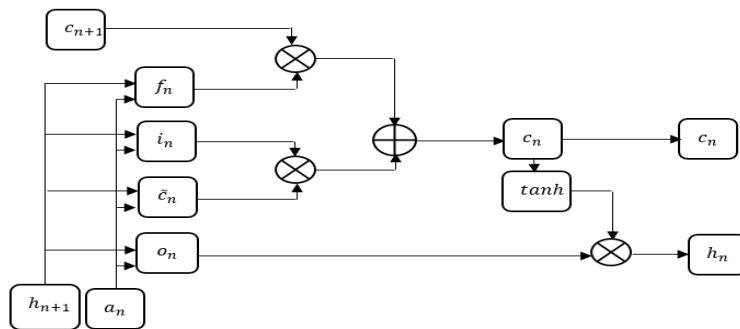 c_{n+1}
f_n
i_n
c_n
c_n
tanh
c̃_n
o_n
h_n
h_{n+1}
a_n